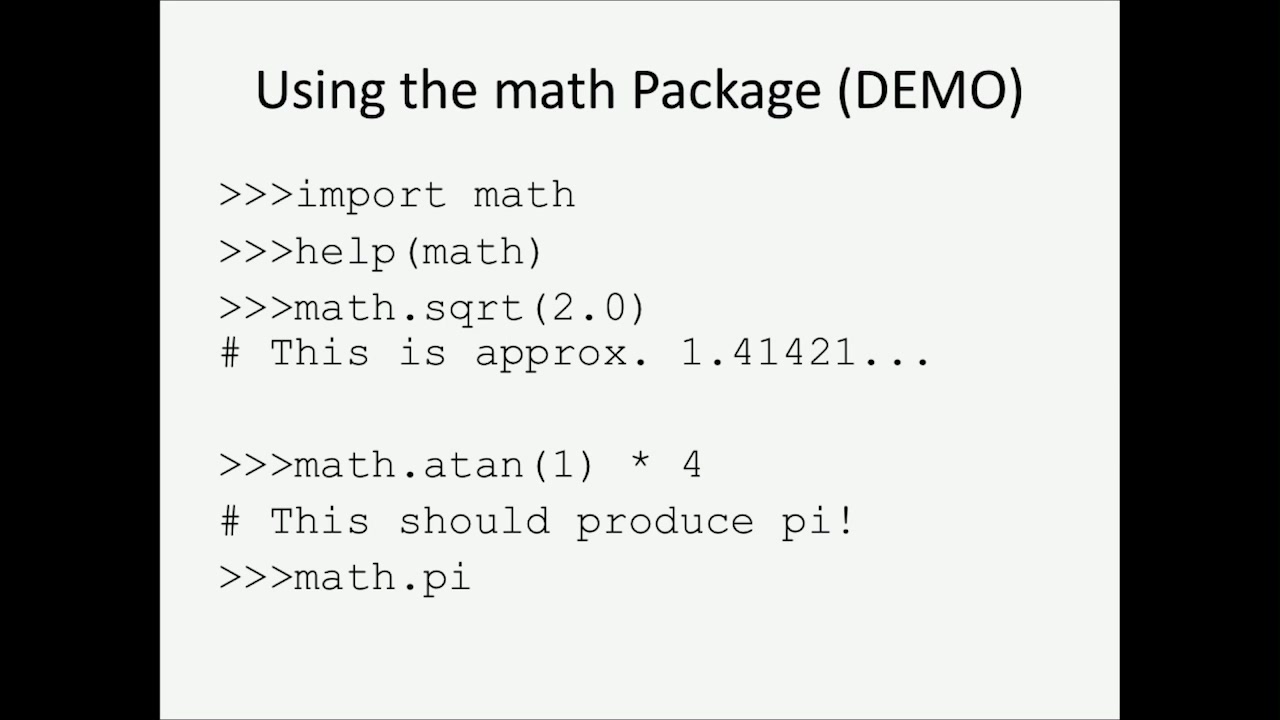 Using the math Package (DEMO)
>>>import math
>>>help(math)
>>>math.sqrt(2.0)
# This is approx. 1.41421...
>>>math.atan(1) * 4
# This should produce pi!
>>>math.pi